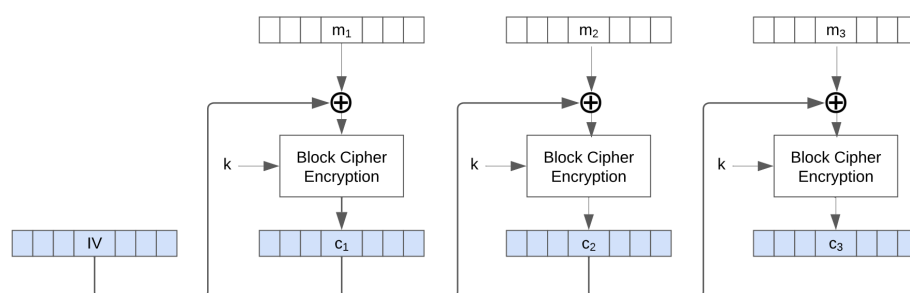 m₁ m₂ m₃
k Block Cipher Encryption k Block Cipher Encryption k Block Cipher Encryption
IV c₁ c₂ c₃